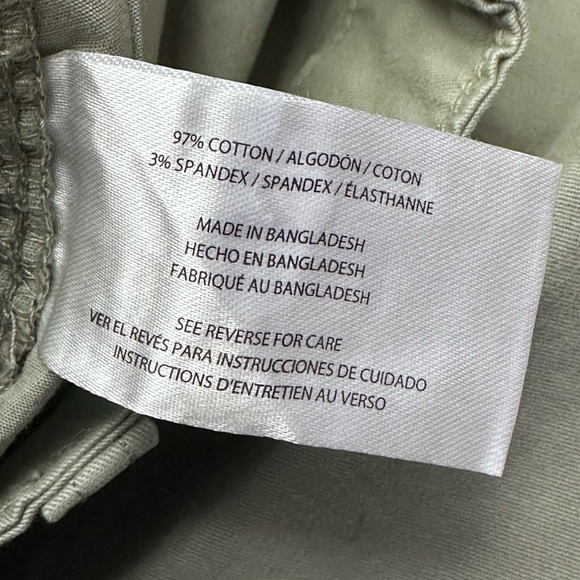 97% COTTON / ALGODÓN / COTON
3% SPANDEX / SPANDEX / ÉLASTHANNE
MADE IN BANGLADESH
HECHO EN BANGLADESH
FABRIQUÉ AU BANGLADESH
SEE REVERSE FOR CARE
VER EL REVÉS PARA INSTRUCCIONES DE CUIDADO
INSTRUCTIONS D'ENTRETIEN AU VERSO